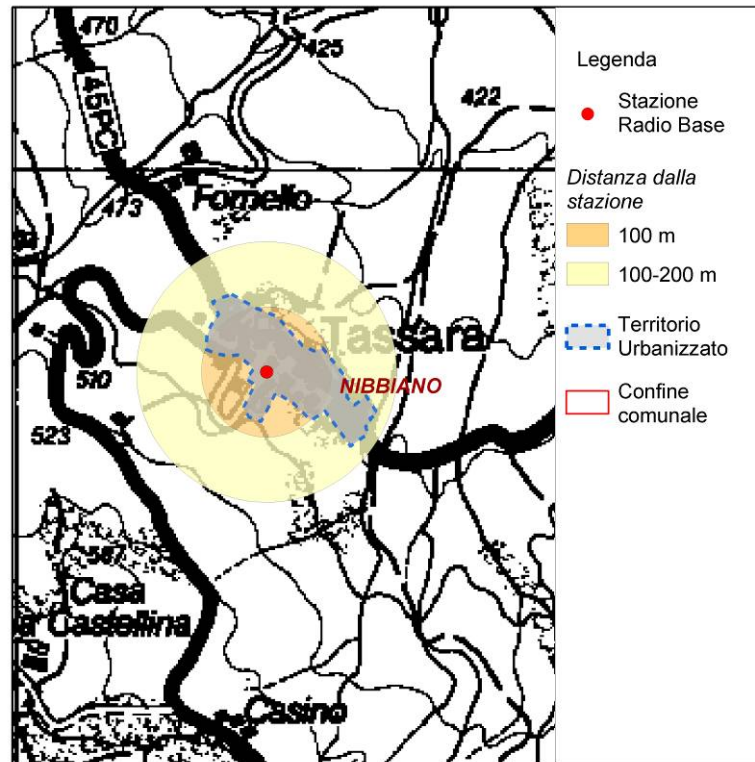 470
425
45PC
422
473
Fornello
Tassara
NIBBIANO
510
523
Casa
a Castellina
Casino
Legenda
Stazione
Radio Base
Distanza dalla
stazione
100 m
100-200 m
Territorio
Urbanizzato
Confine
comunale